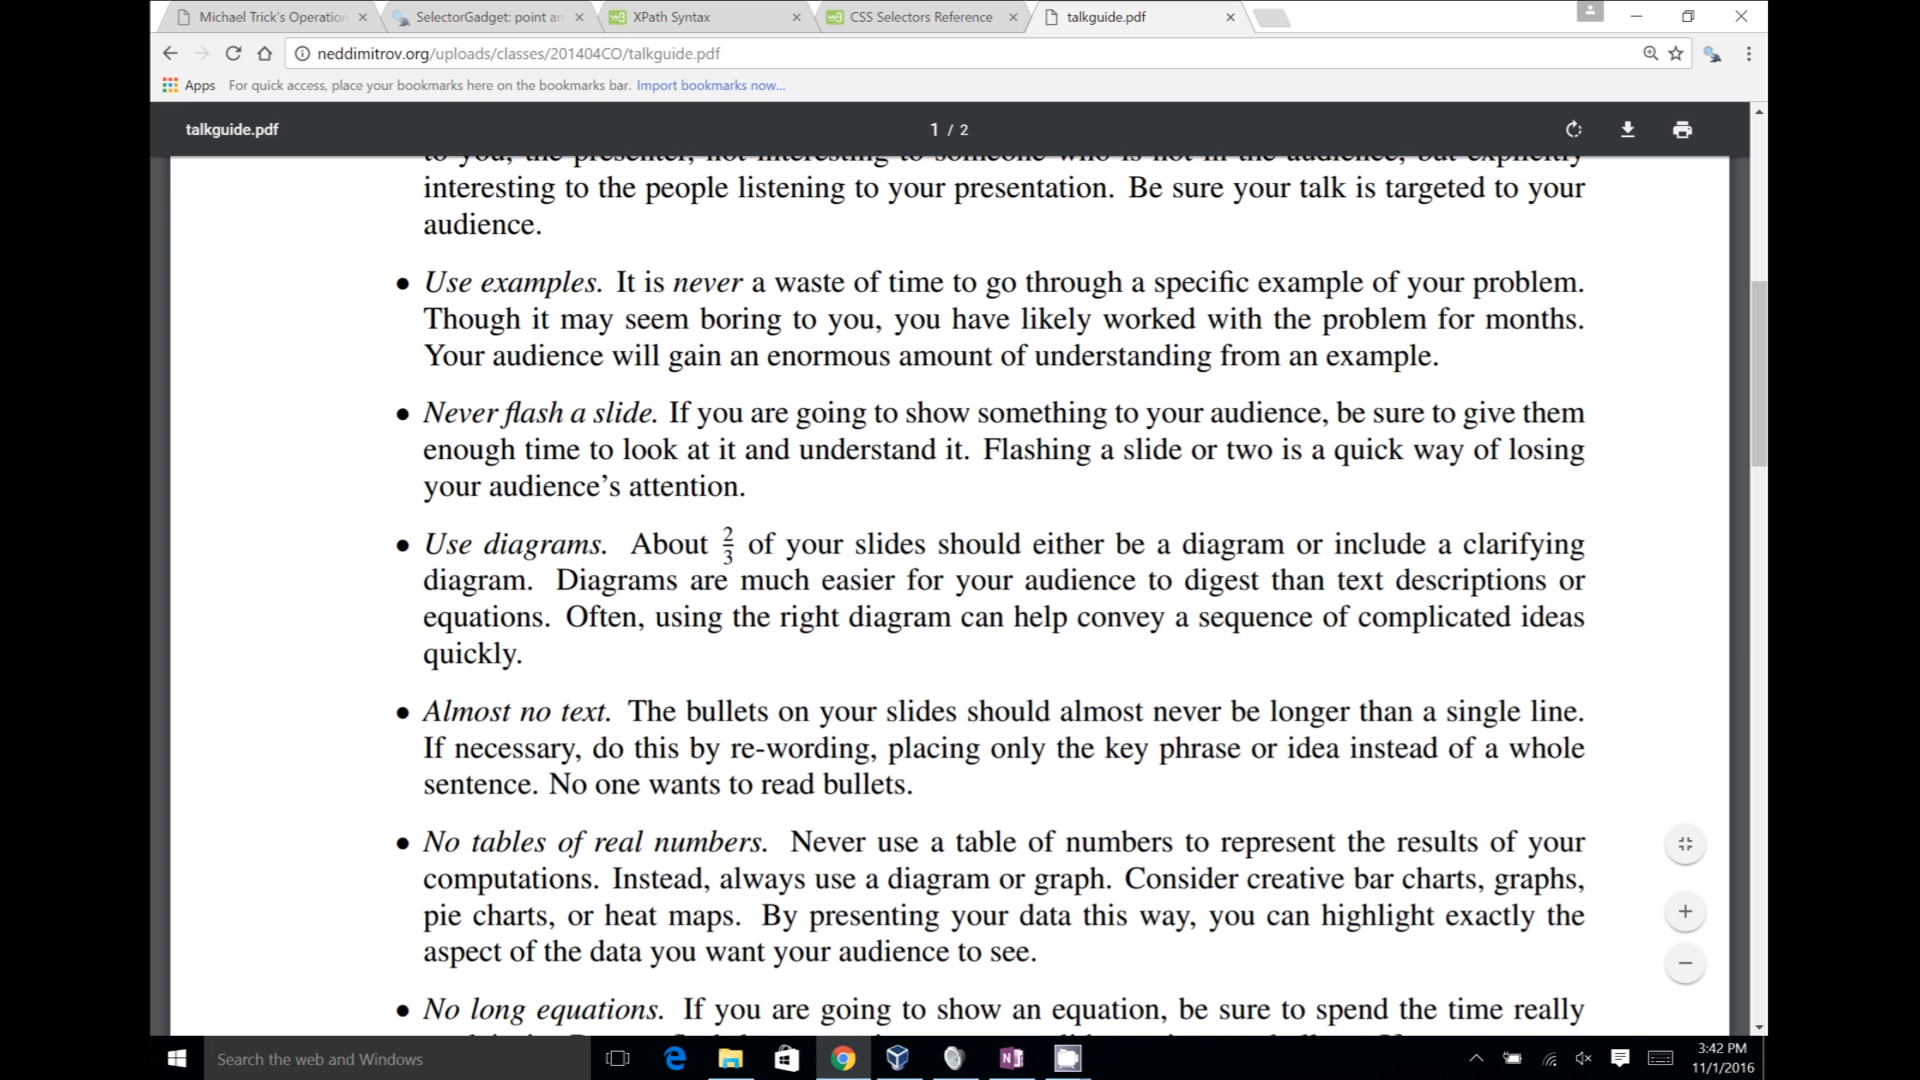 Michael Trick's Operation
SelectorGadget: point an
XPath Syntax
CSS Selectors Reference
talkguide.pdf
neddimitrov.org/uploads/classes/201404CO/talkguide.pdf
Apps For quick access, place your bookmarks here on the bookmarks bar. Import bookmarks now...
talkguide.pdf 1 / 2
to you, the presenter, not interesting to someone who is not in the audience, but explicitly
interesting to the people listening to your presentation. Be sure your talk is targeted to your
audience.
• Use examples. It is never a waste of time to go through a specific example of your problem.
Though it may seem boring to you, you have likely worked with the problem for months.
Your audience will gain an enormous amount of understanding from an example.
• Never flash a slide. If you are going to show something to your audience, be sure to give them
enough time to look at it and understand it. Flashing a slide or two is a quick way of losing
your audience's attention.
• Use diagrams. About 2/3 of your slides should either be a diagram or include a clarifying
diagram. Diagrams are much easier for your audience to digest than text descriptions or
equations. Often, using the right diagram can help convey a sequence of complicated ideas
quickly.
• Almost no text. The bullets on your slides should almost never be longer than a single line.
If necessary, do this by re-wording, placing only the key phrase or idea instead of a whole
sentence. No one wants to read bullets.
• No tables of real numbers. Never use a table of numbers to represent the results of your
computations. Instead, always use a diagram or graph. Consider creative bar charts, graphs,
pie charts, or heat maps. By presenting your data this way, you can highlight exactly the
aspect of the data you want your audience to see.
• No long equations. If you are going to show an equation, be sure to spend the time really
Search the web and Windows
3:42 PM
11/1/2016